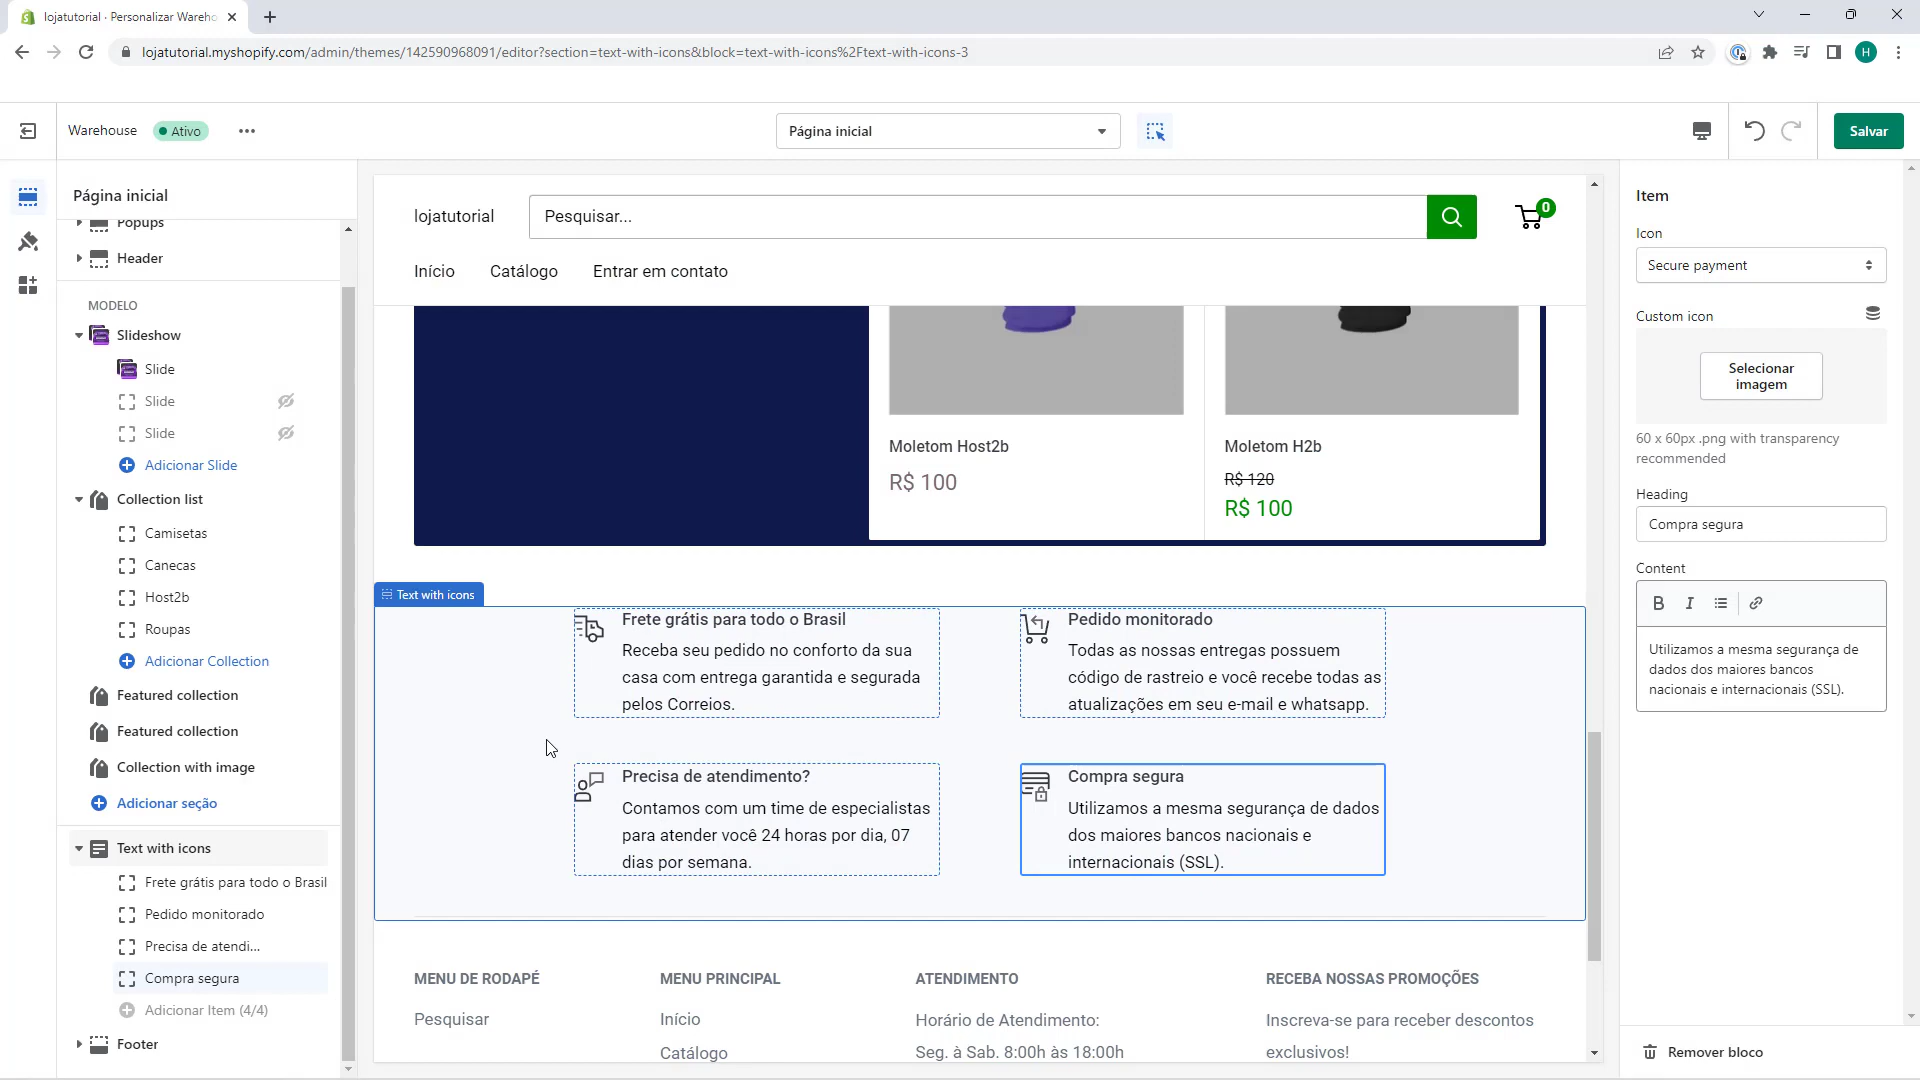 lojatutorial · Personalizar Wareho
lojatutorial.myshopify.com/admin/themes/142590968091/editor?section=text-with-icons&block=text-with-icons%2Ftext-with-icons-3
H
Warehouse
Ativo
Página inicial
Salvar
Página inicial
Popups
Header
MODELO
Slideshow
Slide
Slide
Slide
Adicionar Slide
Collection list
Camisetas
Canecas
Host2b
Roupas
Adicionar Collection
Featured collection
Featured collection
Collection with image
Adicionar seção
Text with icons
Frete grátis para todo o Brasil
Pedido monitorado
Precisa de atendi...
Compra segura
Adicionar Item (4/4)
Footer
lojatutorial
Pesquisar...
0
Início
Catálogo
Entrar em contato
Moletom Host2b
R$ 100
Moletom H2b
R$ 120
R$ 100
Text with icons
Frete grátis para todo o Brasil
Receba seu pedido no conforto da sua
casa com entrega garantida e segurada
pelos Correios.
Pedido monitorado
Todas as nossas entregas possuem
código de rastreio e você recebe todas as
atualizações em seu e-mail e whatsapp.
Precisa de atendimento?
Contamos com um time de especialistas
para atender você 24 horas por dia, 07
dias por semana.
Compra segura
Utilizamos a mesma segurança de dados
dos maiores bancos nacionais e
internacionais (SSL).
MENU DE RODAPÉ
Pesquisar
MENU PRINCIPAL
Início
Catálogo
ATENDIMENTO
Horário de Atendimento:
Seg. à Sab. 8:00h às 18:00h
RECEBA NOSSAS PROMOÇÕES
Inscreva-se para receber descontos
exclusivos!
Item
Icon
Secure payment
Custom icon
Selecionar
imagem
60 x 60px .png with transparency
recommended
Heading
Compra segura
Content
B I
Utilizamos a mesma segurança de
dados dos maiores bancos
nacionais e internacionais (SSL).
Remover bloco